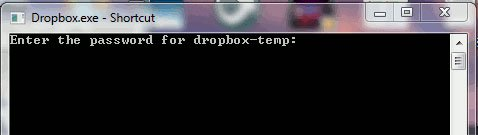 Dropbox.exe - Shortcut
Enter the password for dropbox-temp: